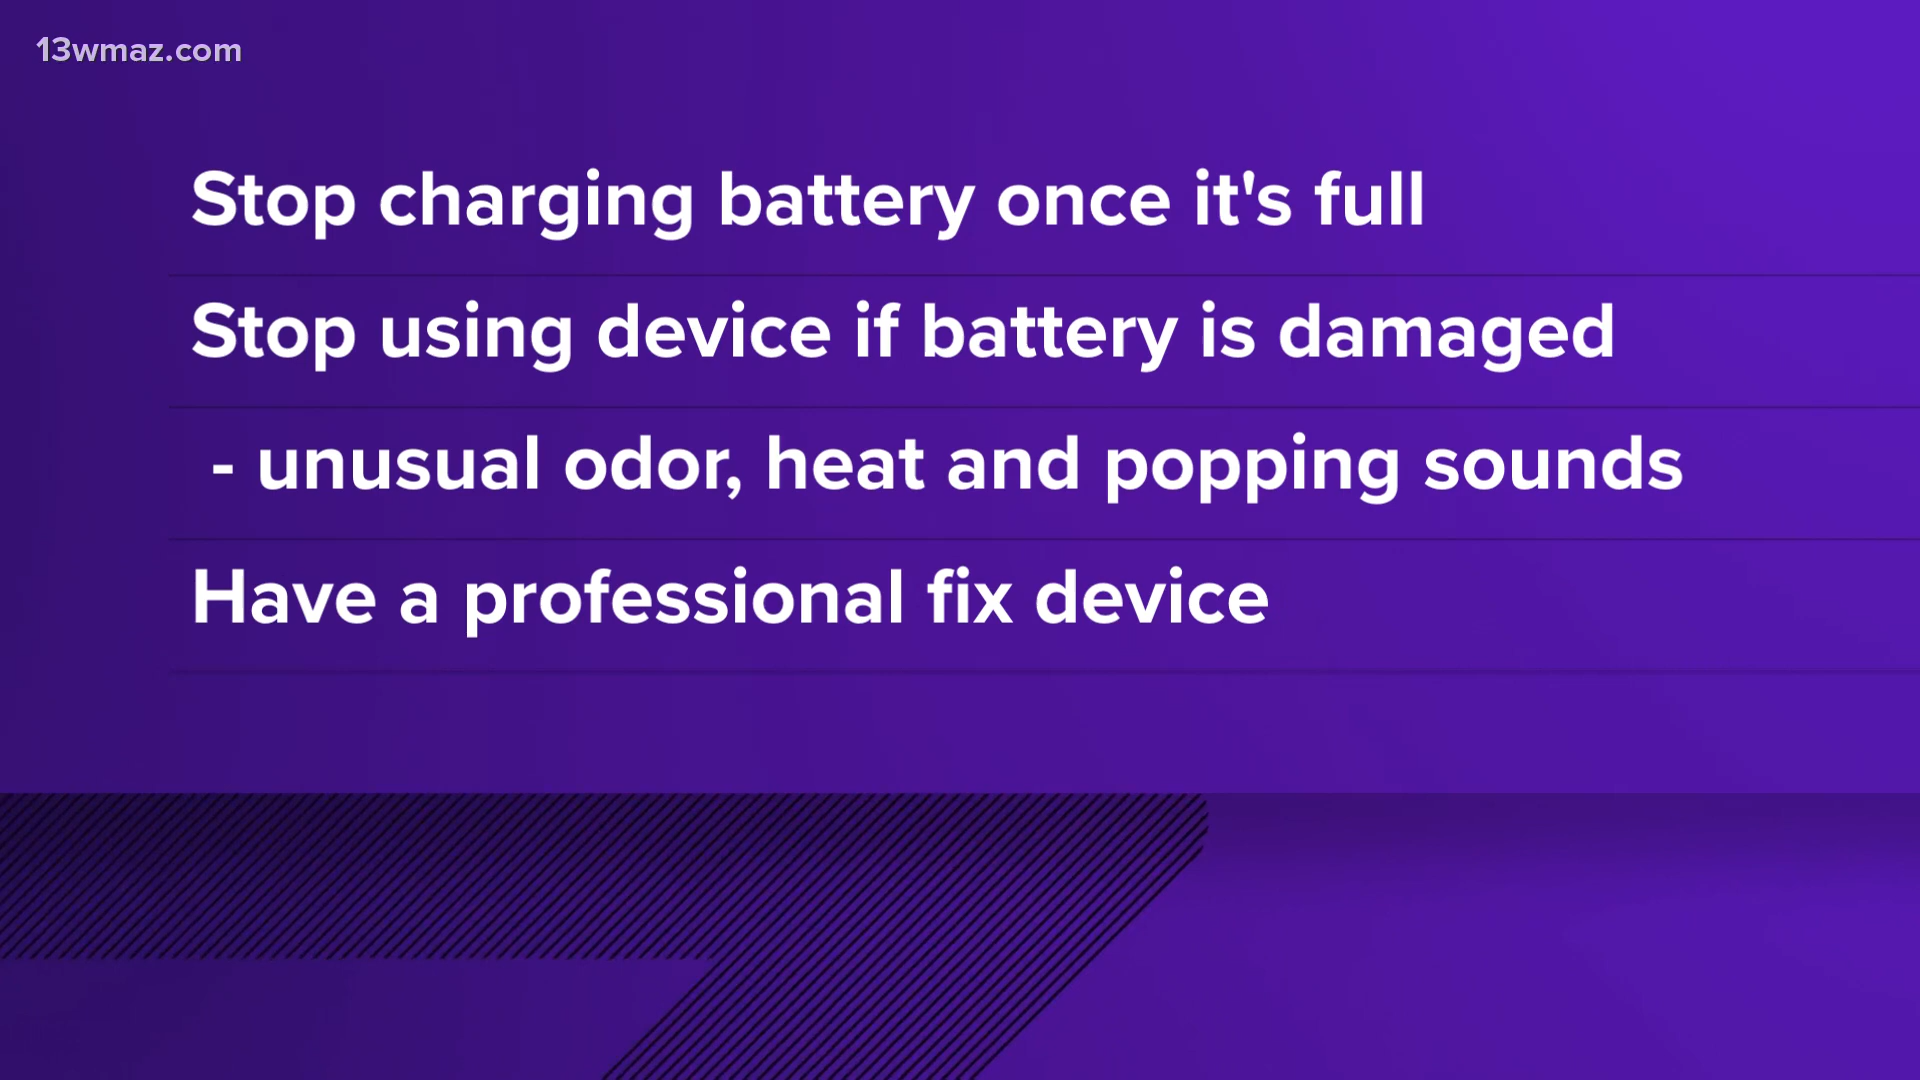 13wmaz.com
Stop charging battery once it's full
Stop using device if battery is damaged
- unusual odor, heat and popping sounds
Have a professional fix device